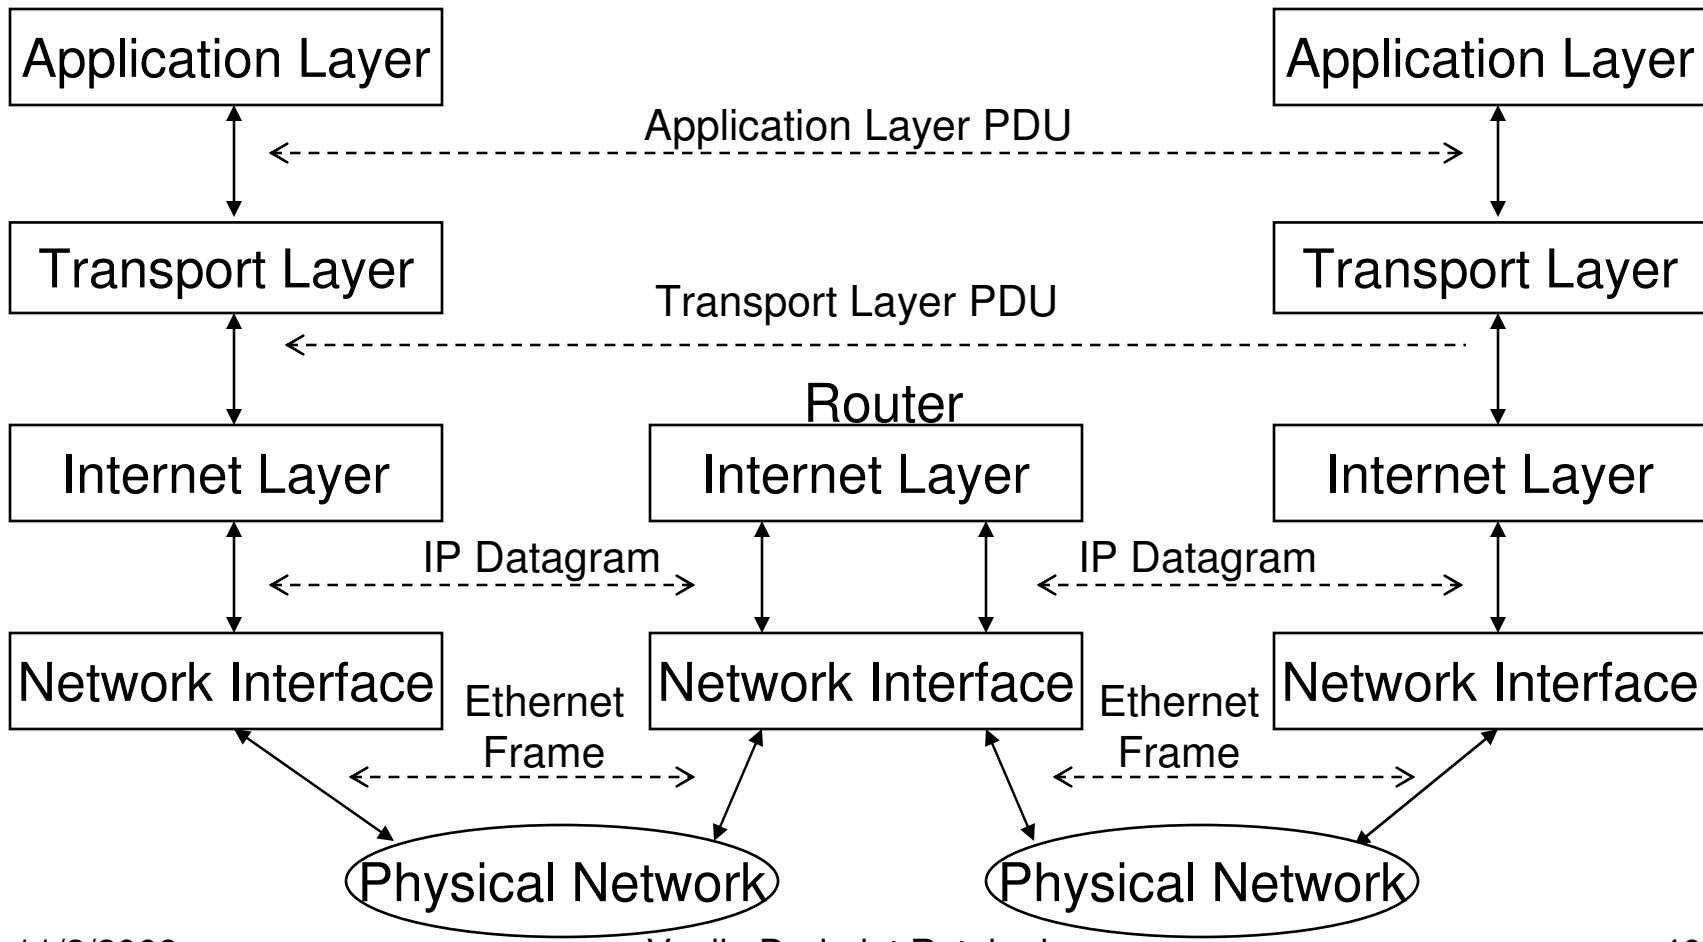 Application Layer
Application Layer
Application Layer PDU
Transport Layer
Transport Layer
Transport Layer PDU
Router
Internet Layer
Internet Layer
Internet Layer
IP Datagram
IP Datagram
Network Interface
Network Interface
Network Interface
Ethernet
Frame
Ethernet
Frame
Physical Network
Physical Network